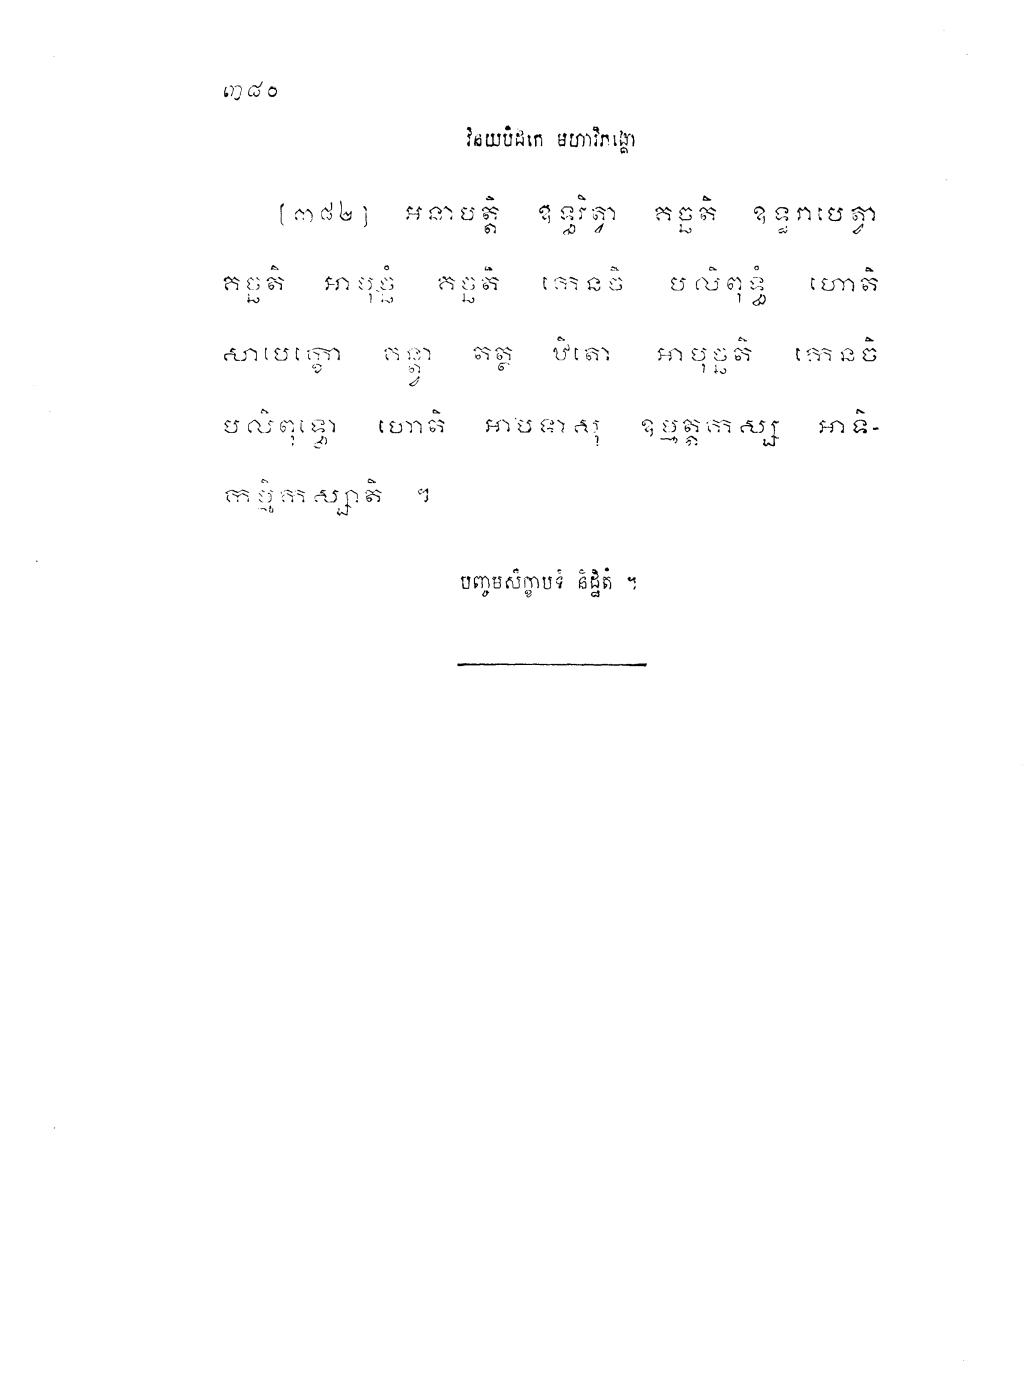 ៣៨០
វិនយបិដកេ មហាវិភង្គោ
[៣៨២] អនាបត្តិ ឧទ្ធរិត្វា គច្ឆតិ ឧទ្ធរាបេត្វា
គច្ឆតិ អាបុច្ឆំ គច្ឆតិ កេនចិ បលិពុទ្ធំ ហោតិ
សាបេក្ខោ គន្ត្វា តត្ថ ឋិតោ អាបុច្ឆតិ កេនចិ
បលិពុទ្ធោ ហោតិ អាបទាសុ ឧម្មត្តកស្ស អាទិ-
កម្មិកស្សាតិ ។
បញ្ចមសិក្ខាបទំ និដ្ឋិតំ ។